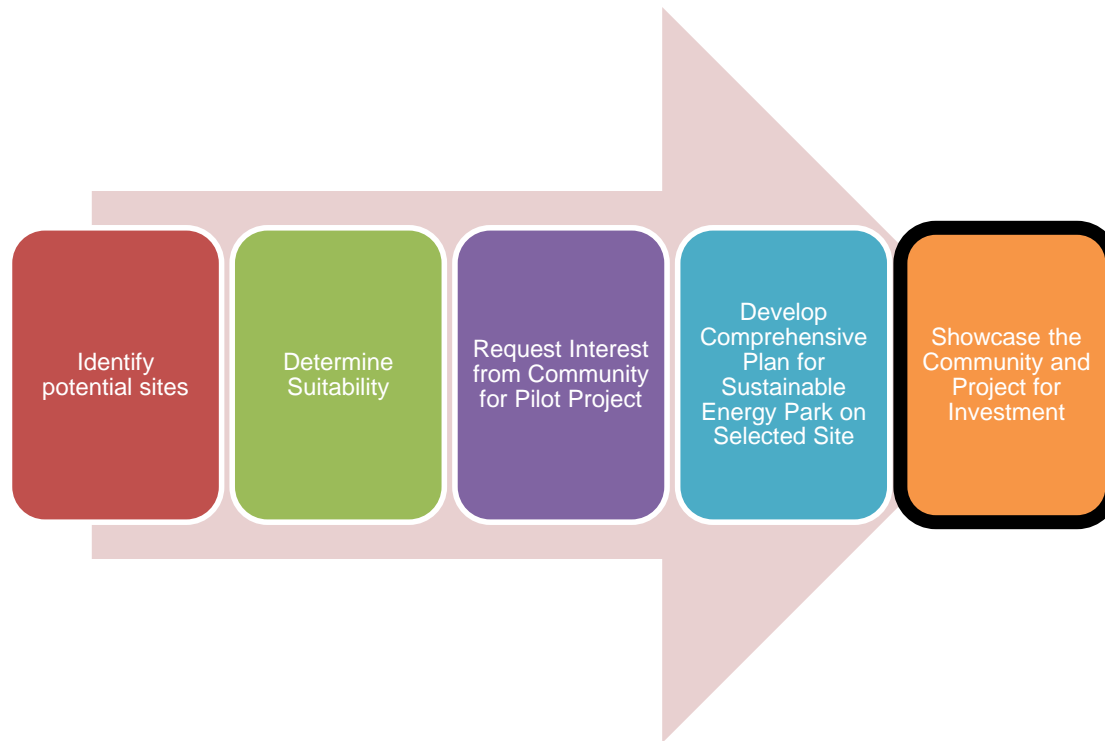 Identify
potential sites
Determine
Suitability
Request Interest
from Community
for Pilot Project
Develop
Comprehensive
Plan for
Sustainable
Energy Park on
Selected Site
Showcase the
Community and
Project for
Investment